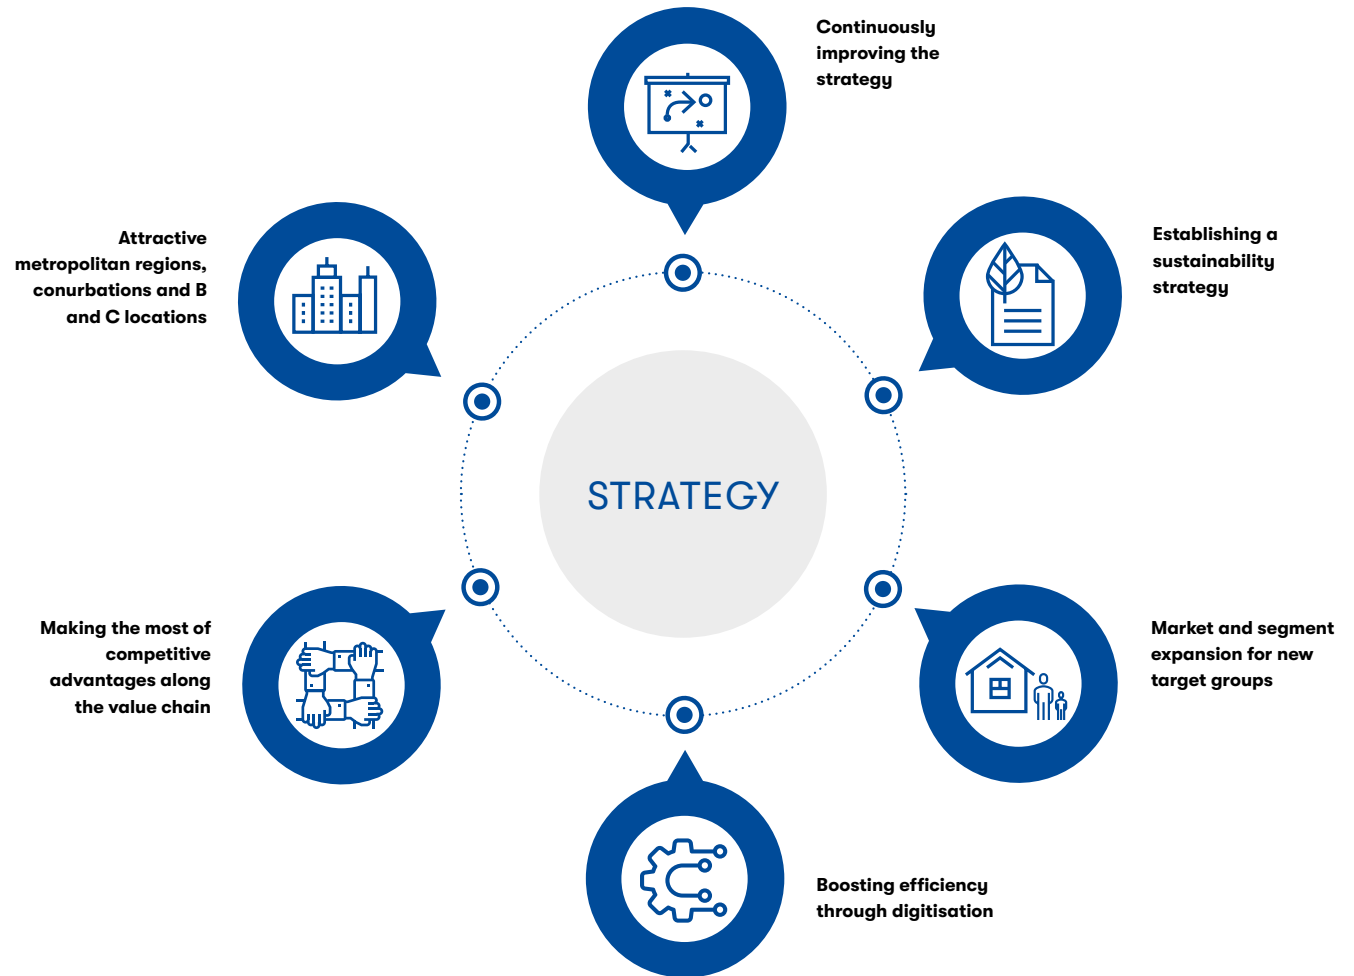 Continuously
improving the
strategy
Attractive
metropolitan regions,
conurbations and B
and C locations
Establishing a
sustainability
strategy
STRATEGY
Making the most of
competitive
advantages along
the value chain
Market and segment
expansion for new
target groups
Boosting efficiency
through digitisation